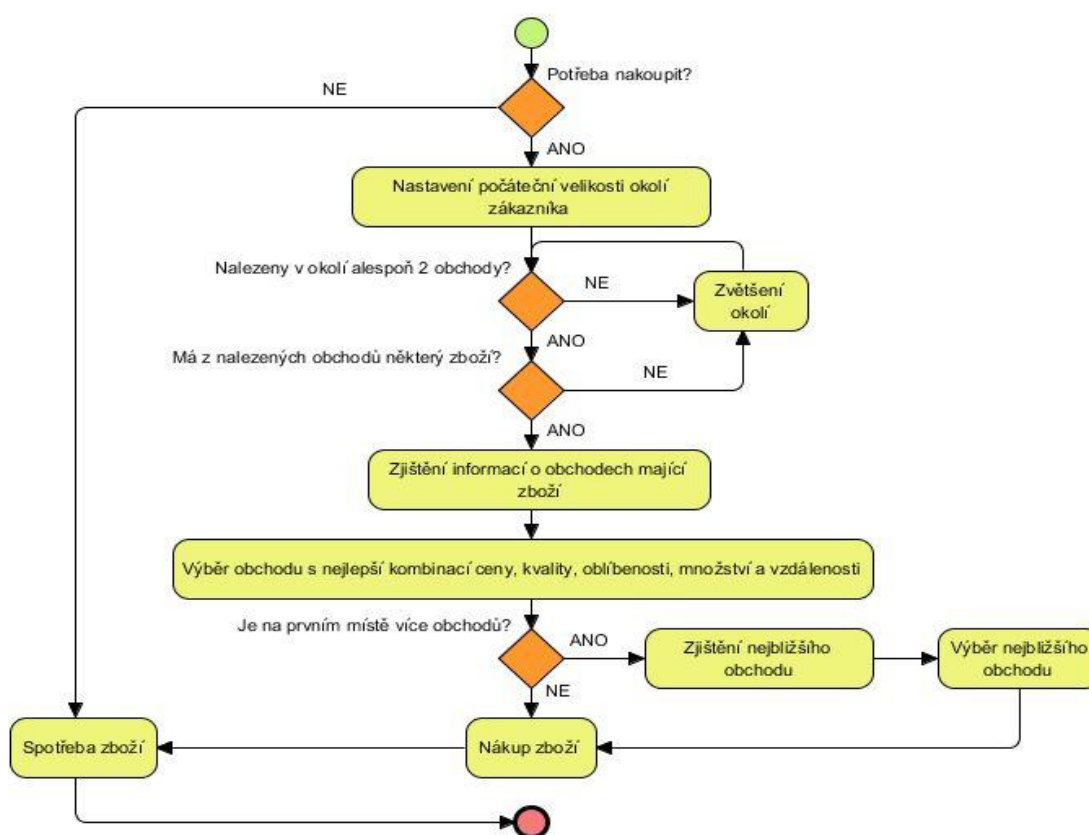 Potřeba nakoupit?
NE
ANO
Nastavení počáteční velikosti okolí
zákazníka
Nalezeny v okolí alespoň 2 obchody?
NE
Zvětšení
okolí
ANO
Má z nalezených obchodů některý zboží?
NE
ANO
Zjištění informací o obchodech mající
zboží
Výběr obchodu s nejlepší kombinací ceny, kvality, oblíbenosti, množství a vzdálenosti
Je na prvním místě více obchodů?
ANO
Zjištění nejbližšího
obchodu
Výběr nejbližšího
obchodu
NE
Spotřeba zboží
Nákup zboží